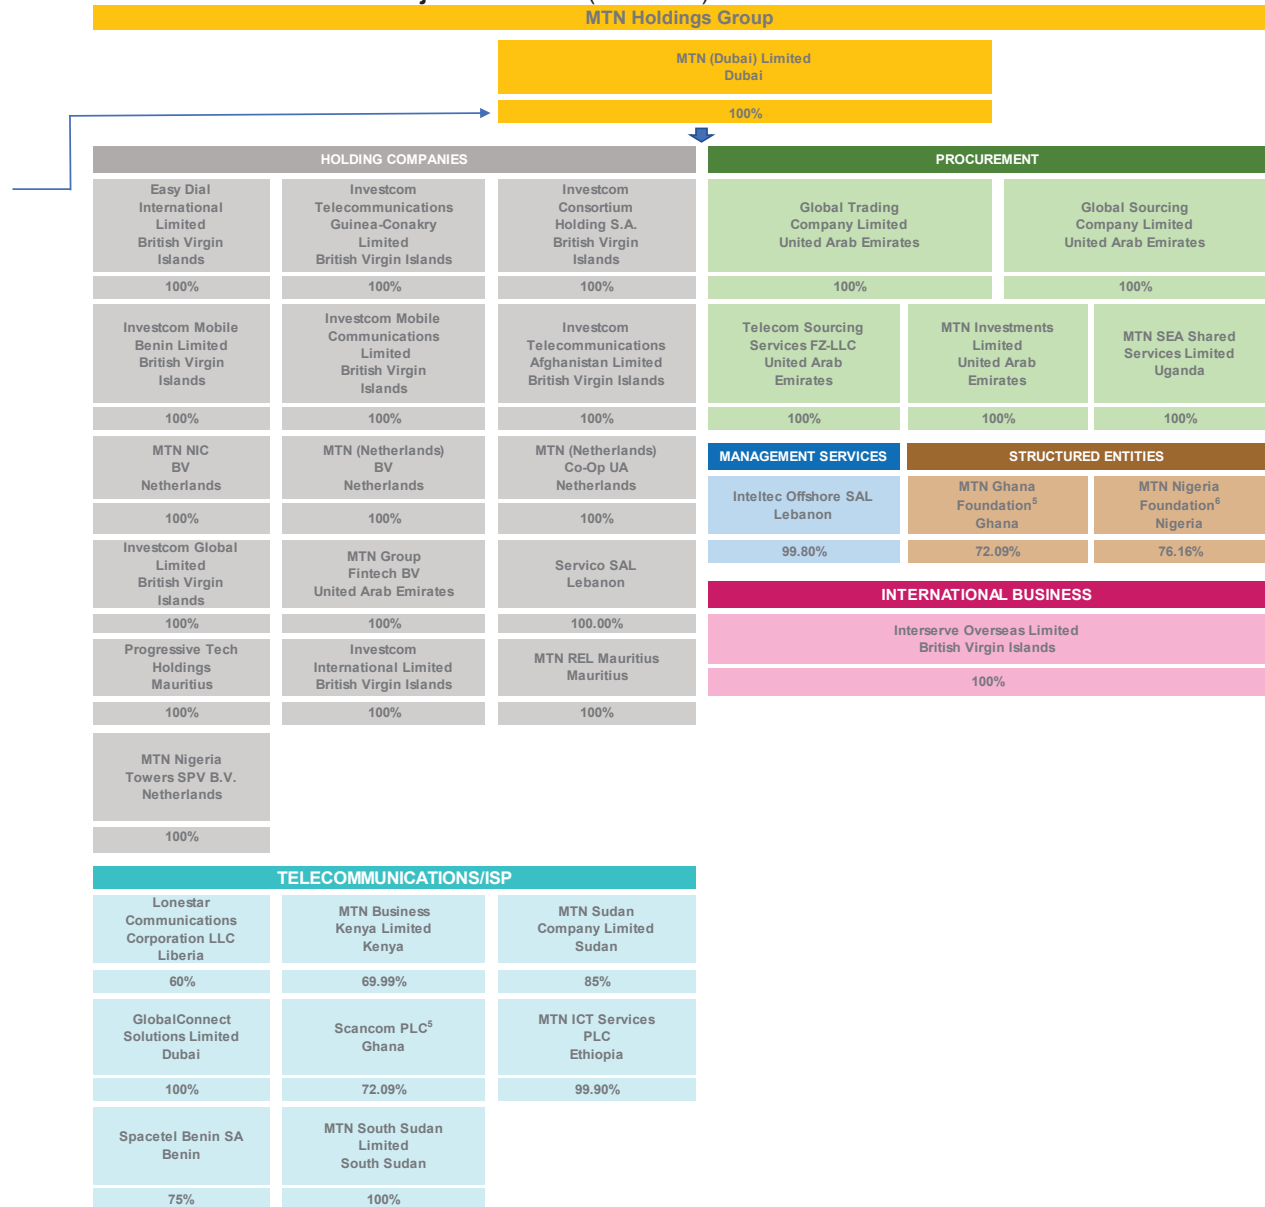 MTN Holdings Group
MTN (Dubai) Limited
Dubai
100%
HOLDING COMPANIES
Easy Dial
International
Limited
British Virgin
Islands
100%
Investcom
Telecommunications
Guinea-Conakry
Limited
British Virgin Islands
100%
Investcom
Consortium
Holding S.A.
British Virgin
Islands
100%
Investcom Mobile
Benin Limited
British Virgin
Islands
100%
Investcom Mobile
Communications
Limited
British Virgin
Islands
100%
Investcom
Telecommunications
Afghanistan Limited
British Virgin Islands
100%
MTN NIC
BV
Netherlands
100%
MTN (Netherlands)
BV
Netherlands
100%
MTN (Netherlands)
Co-Op UA
Netherlands
100%
Investcom Global
Limited
British Virgin
Islands
100%
MTN Group
Fintech BV
United Arab Emirates
100%
Servico SAL
Lebanon
100.00%
Progressive Tech
Holdings
Mauritius
100%
Investcom
International Limited
British Virgin Islands
100%
MTN REL Mauritius
Mauritius
100%
MTN Nigeria
Towers SPV B.V.
Netherlands
100%
PROCUREMENT
Global Trading
Company Limited
United Arab Emirates
100%
Global Sourcing
Company Limited
United Arab Emirates
100%
Telecom Sourcing
Services FZ-LLC
United Arab
Emirates
100%
MTN Investments
Limited
United Arab
Emirates
100%
MTN SEA Shared
Services Limited
Uganda
100%
MANAGEMENT SERVICES
Inteltec Offshore SAL
Lebanon
99.80%
STRUCTURED ENTITIES
MTN Ghana
Foundation⁵
Ghana
72.09%
MTN Nigeria
Foundation⁶
Nigeria
76.16%
INTERNATIONAL BUSINESS
Interserve Overseas Limited
British Virgin Islands
100%
TELECOMMUNICATIONS/ISP
Lonestar
Communications
Corporation LLC
Liberia
60%
MTN Business
Kenya Limited
Kenya
69.99%
MTN Sudan
Company Limited
Sudan
85%
GlobalConnect
Solutions Limited
Dubai
100%
Scancom PLC⁵
Ghana
72.09%
MTN ICT Services
PLC
Ethiopia
99.90%
Spacetel Benin SA
Benin
75%
MTN South Sudan
Limited
South Sudan
100%